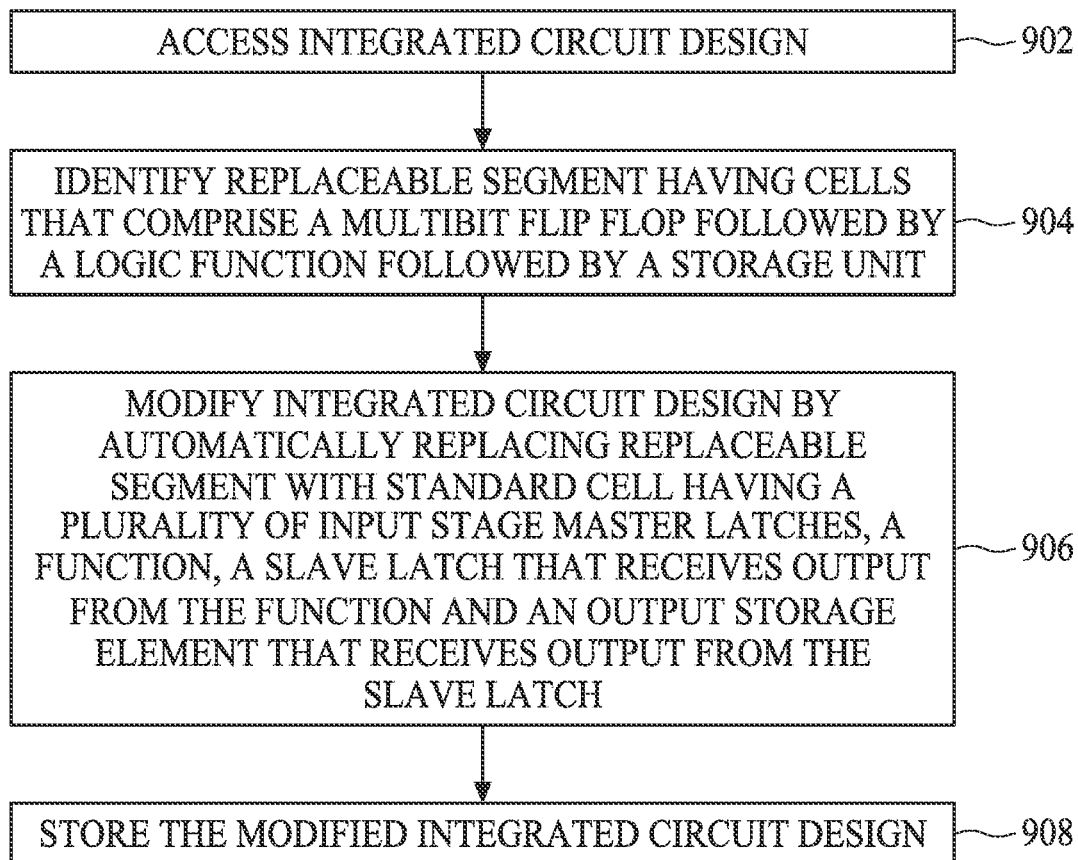 ACCESS INTEGRATED CIRCUIT DESIGN
902
IDENTIFY REPLACEABLE SEGMENT HAVING CELLS
THAT COMPRISE A MULTIBIT FLIP FLOP FOLLOWED BY
A LOGIC FUNCTION FOLLOWED BY A STORAGE UNIT
904
MODIFY INTEGRATED CIRCUIT DESIGN BY
AUTOMATICALLY REPLACING REPLACEABLE
SEGMENT WITH STANDARD CELL HAVING A
PLURALITY OF INPUT STAGE MASTER LATCHES, A
FUNCTION, A SLAVE LATCH THAT RECEIVES OUTPUT
FROM THE FUNCTION AND AN OUTPUT STORAGE
ELEMENT THAT RECEIVES OUTPUT FROM THE
SLAVE LATCH
906
STORE THE MODIFIED INTEGRATED CIRCUIT DESIGN
908